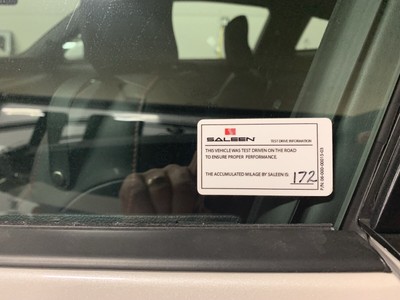 SALEEN
TEST DRIVE INFORMATION
THIS VEHICLE WAS TEST DRIVEN ON THE ROAD
TO ENSURE PROPER PERFORMANCE.
THE ACCUMULATED MILAGE BY SALEEN IS: 172